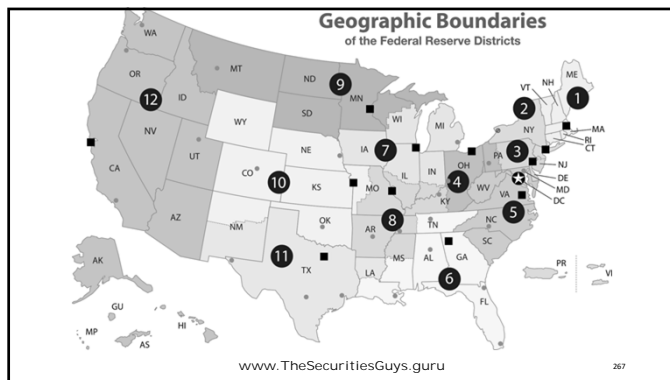 Geographic Boundaries
of the Federal Reserve Districts
WA
MT
ND
9
MN
OR
ID
12
SD
WI
MI
VT
NH
ME
1
2
NY
MA
RI
CT
WY
IA
7
3
PA
NJ
NV
UT
NE
IL
IN
OH
4
DE
MD
DC
CA
CO
10
KS
MO
KY
WV
VA
5
AZ
NM
OK
AR
8
TN
NC
SC
11
TX
LA
MS
AL
GA
6
FL
AK
GU
MP
AS
HI
PR
VI
www.TheSecuritiesGuys.guru
267